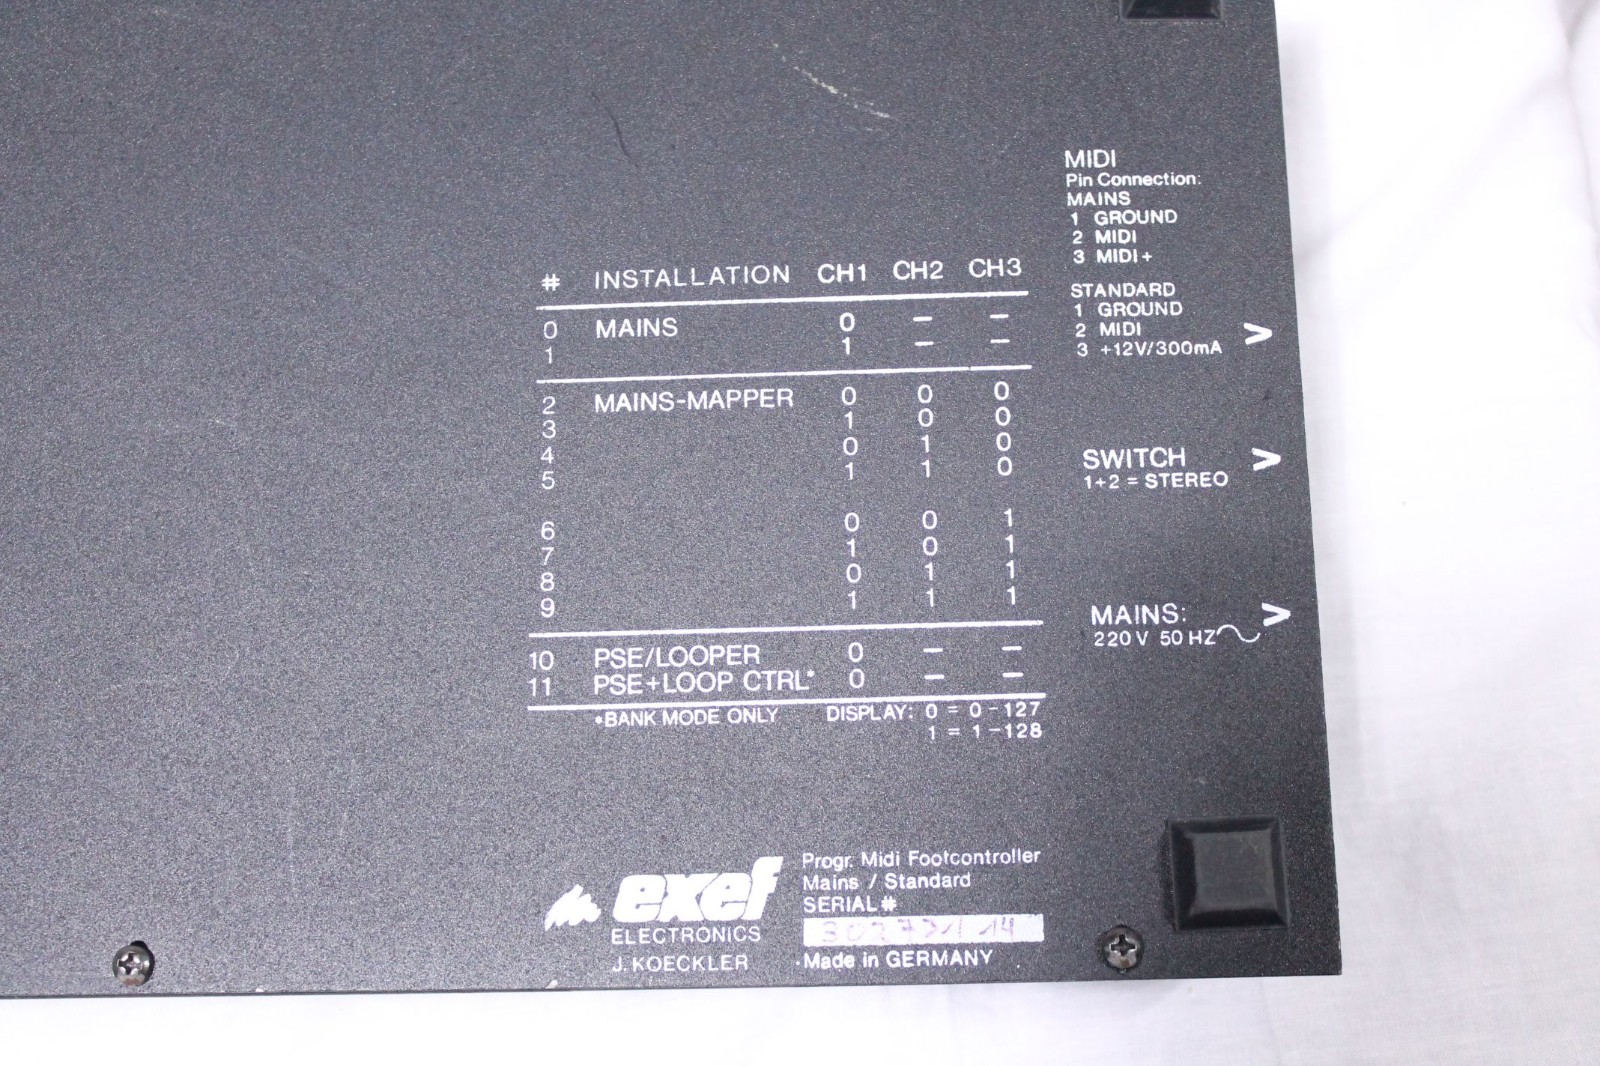 MIDI
Pin Connection:
MAINS
1 GROUND
2 MIDI
3 MIDI+
STANDARD
1 GROUND
2 MIDI
3 +12V/300mA >
SWITCH >
1+2 = STEREO
MAINS: >
220V 50HZ
# INSTALLATION CH1 CH2 CH3
0 MAINS 0 — —
1 1 — —
2 MAINS-MAPPER 0 0 0
3 1 0 0
4 0 1 0
5 1 1 0
6 0 0 1
7 1 0 1
8 0 1 1
9 1 1 1
10 PSE/LOOPER 0 — —
11 PSE+LOOP CTRL* 0 — —
*BANK MODE ONLY DISPLAY: 0 = 0-127
1 = 1-128
exef
ELECTRONICS
J. KOECKLER
Progr. Midi Footcontroller
Mains / Standard
SERIAL #
Made in GERMANY